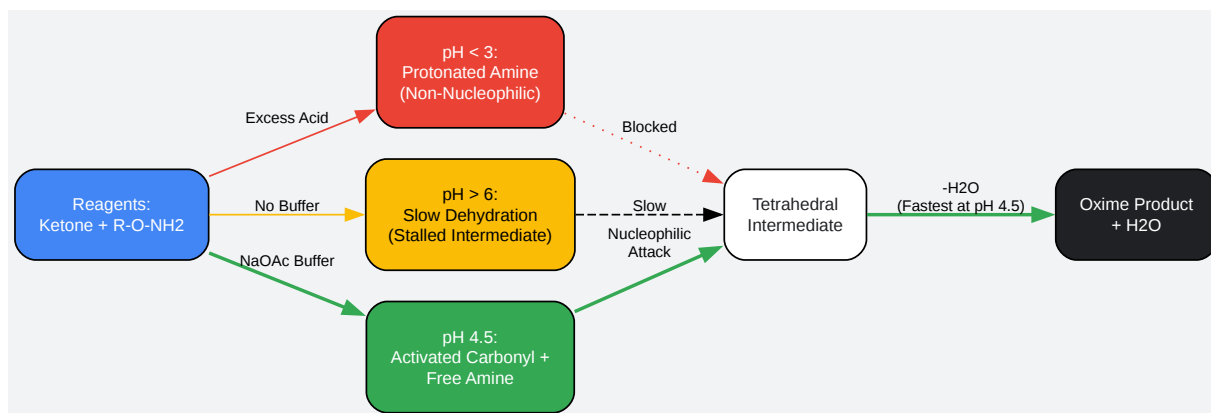 pH < 3:
Protonated Amine
(Non-Nucleophilic)
Excess Acid
Blocked
Reagents:
Ketone + R-O-NH2
No Buffer
pH > 6:
Slow Dehydration
(Stalled Intermediate)
Slow
Tetrahedral
Intermediate
-H2O
(Fastest at pH 4.5)
Oxime Product
+ H2O
Nucleophilic
Attack
NaOAc Buffer
pH 4.5:
Activated Carbonyl +
Free Amine